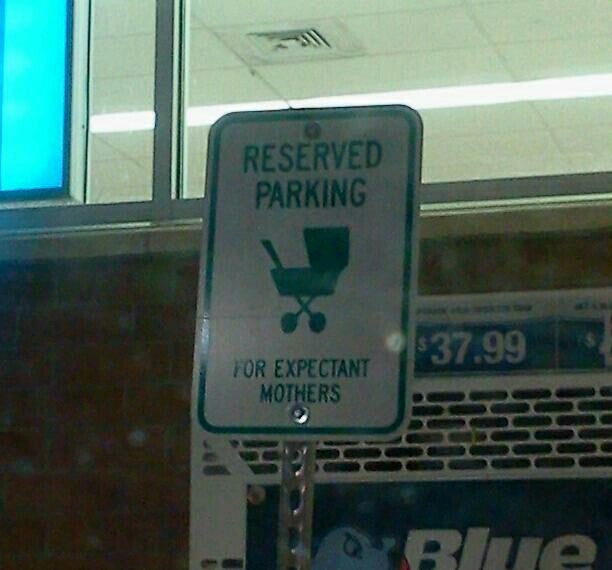 RESERVED
PARKING
FOR EXPECTANT
MOTHERS
$37.99
$
Blue